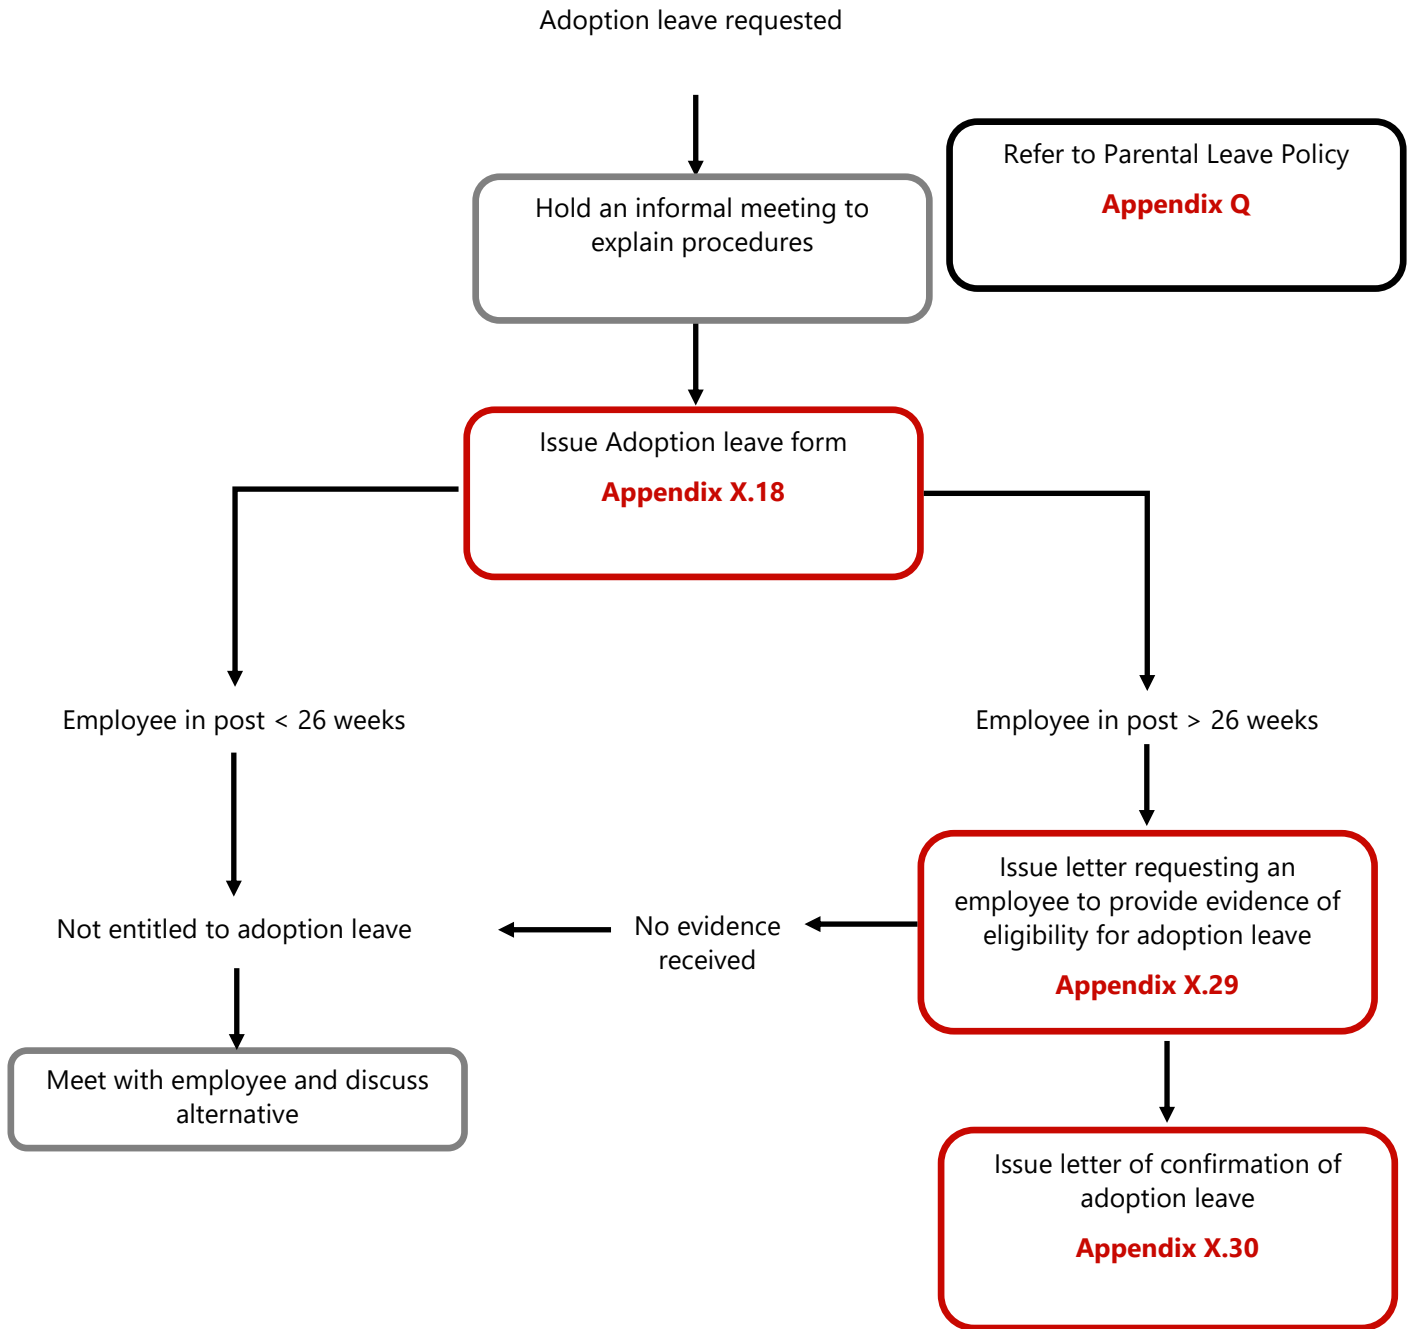 Adoption leave requested
Refer to Parental Leave Policy
Appendix Q
Hold an informal meeting to
explain procedures
Issue Adoption leave form
Appendix X.18
Employee in post < 26 weeks
Employee in post > 26 weeks
Issue letter requesting an
employee to provide evidence of
eligibility for adoption leave
Appendix X.29
No evidence
received
Not entitled to adoption leave
Meet with employee and discuss
alternative
Issue letter of confirmation of
adoption leave
Appendix X.30